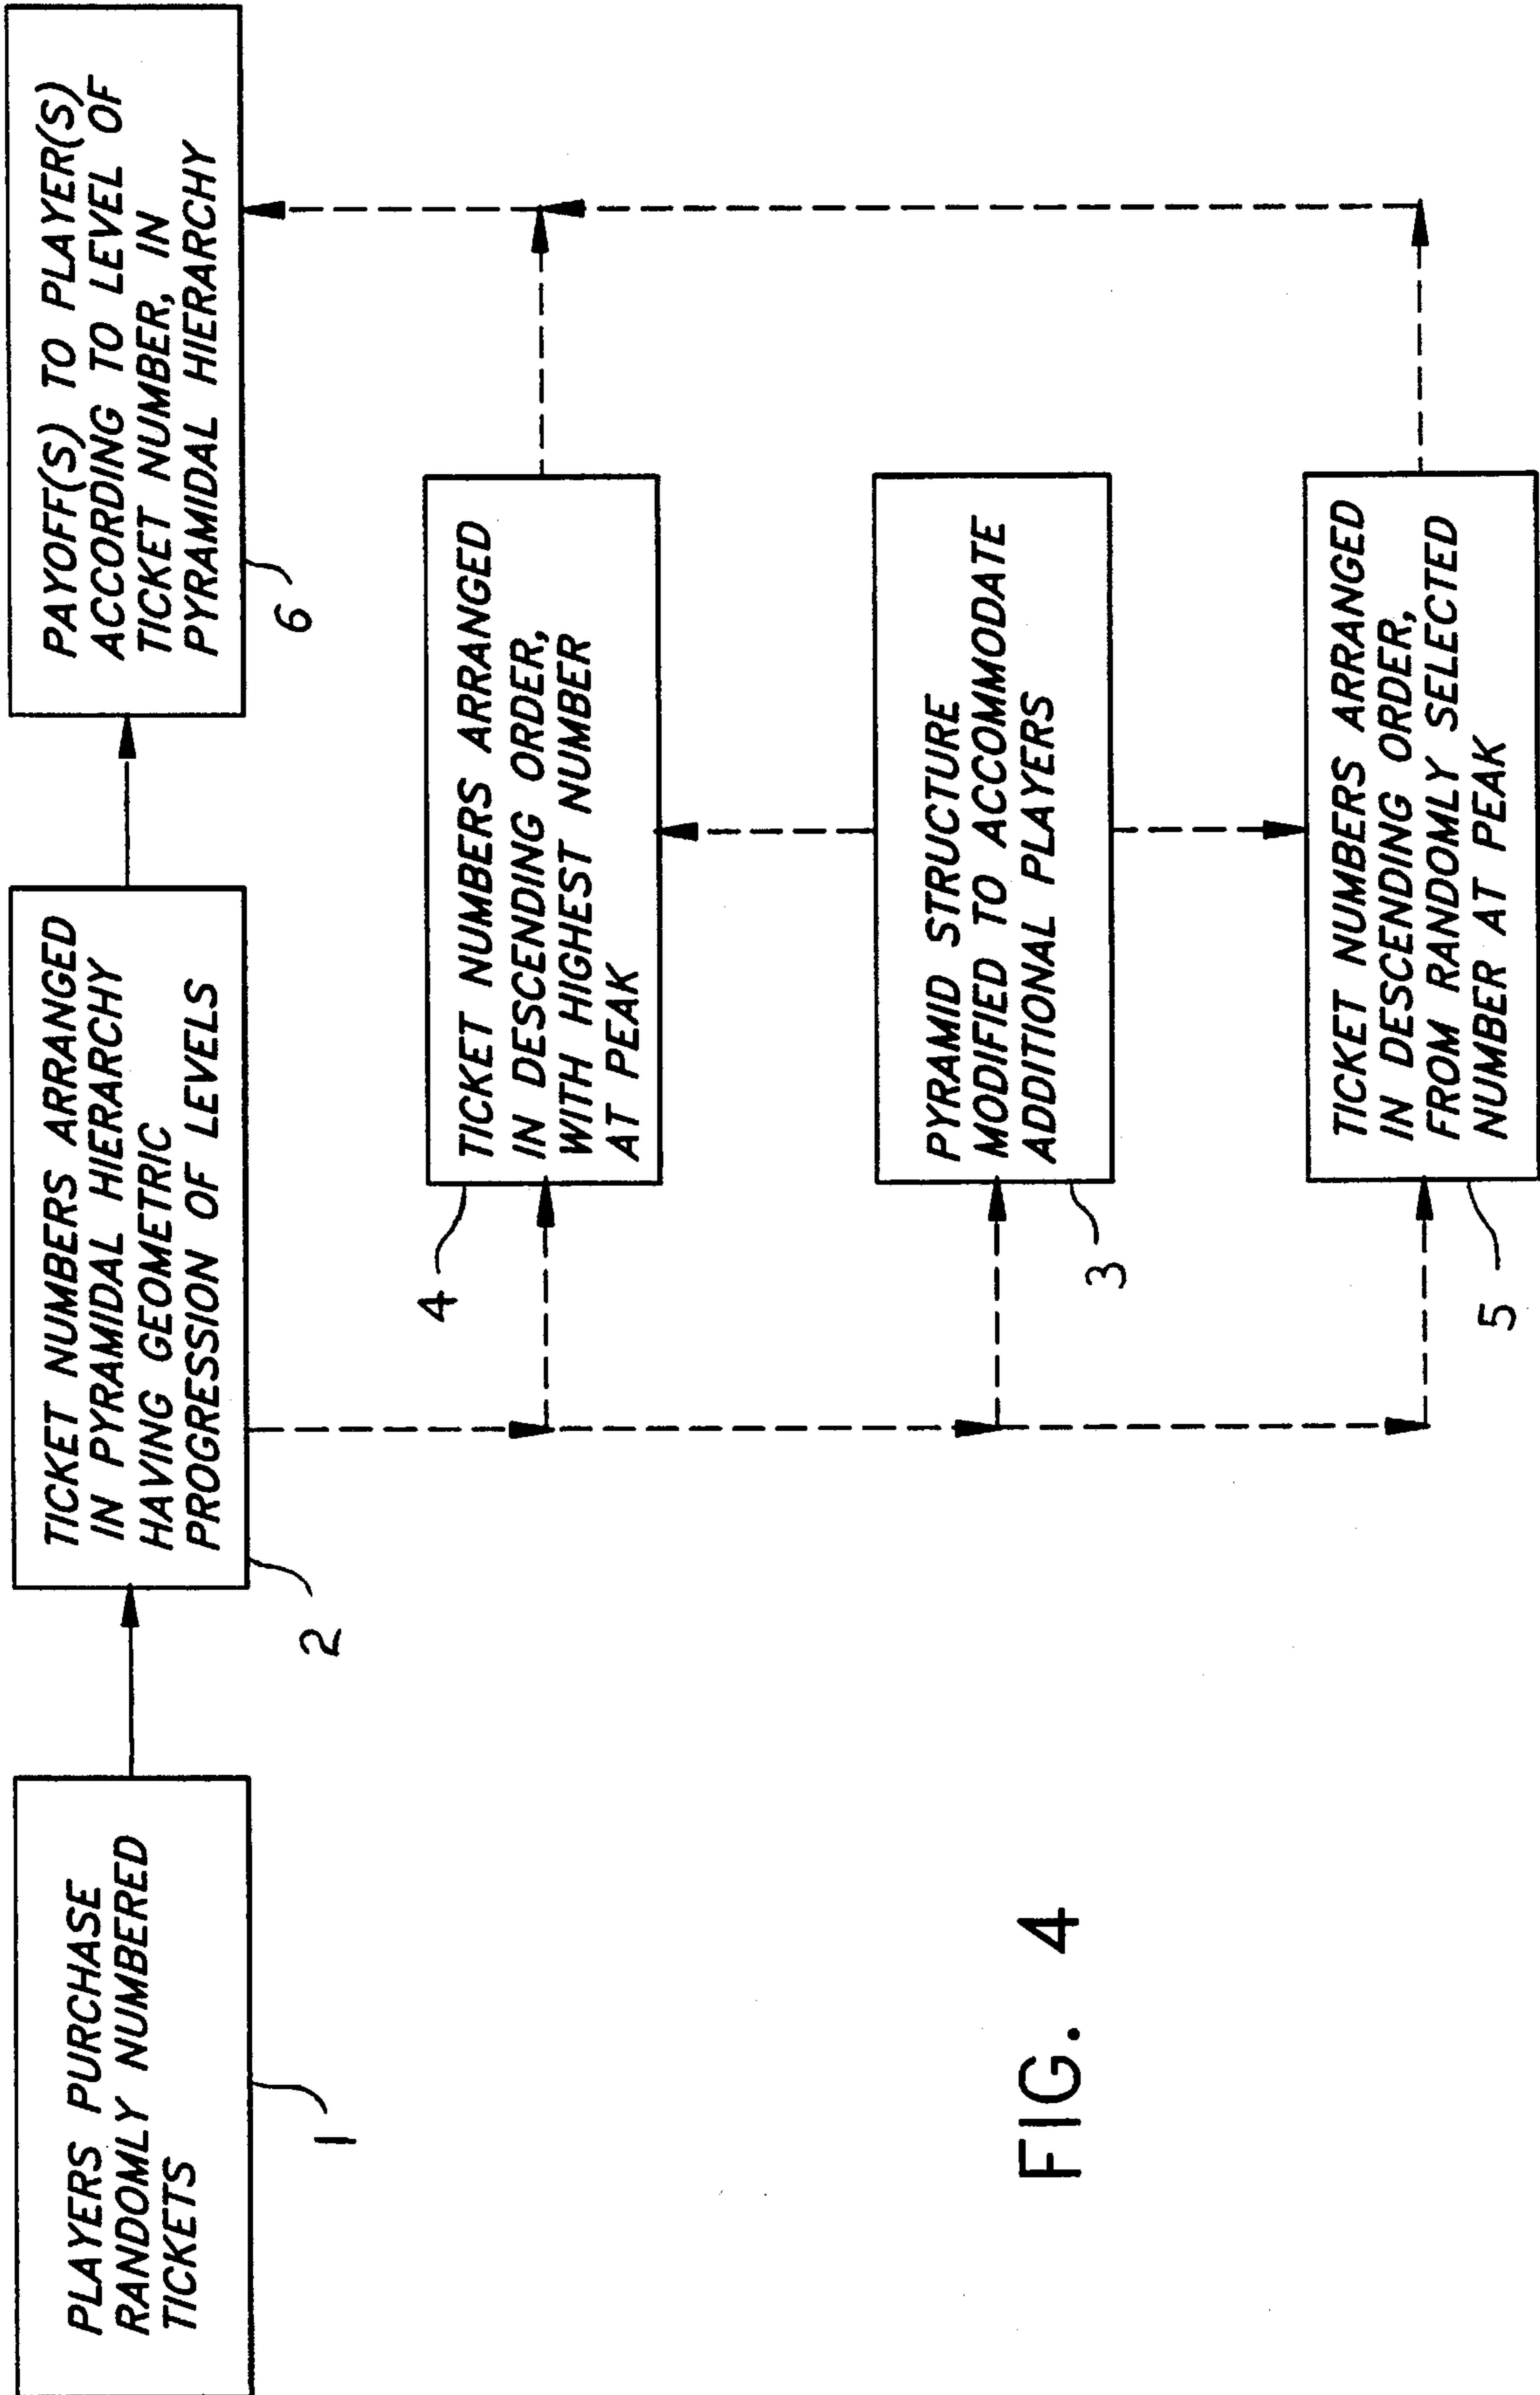 PLAYERS PURCHASE
RANDOMLY NUMBERED
TICKETS
1
TICKET NUMBERS ARRANGED
IN PYRAMIDAL HIERARCHY
HAVING GEOMETRIC
PROGRESSION OF LEVELS
2
PAYOFF(S) TO PLAYER(S)
ACCORDING TO LEVEL OF
TICKET NUMBER, IN
PYRAMIDAL HIERARCHY
6
TICKET NUMBERS ARRANGED
IN DESCENDING ORDER,
WITH HIGHEST NUMBER
AT PEAK
4
PYRAMID STRUCTURE
MODIFIED TO ACCOMMODATE
ADDITIONAL PLAYERS
3
TICKET NUMBERS ARRANGED
IN DESCENDING ORDER,
FROM RANDOMLY SELECTED
NUMBER AT PEAK
5
FIG. 4